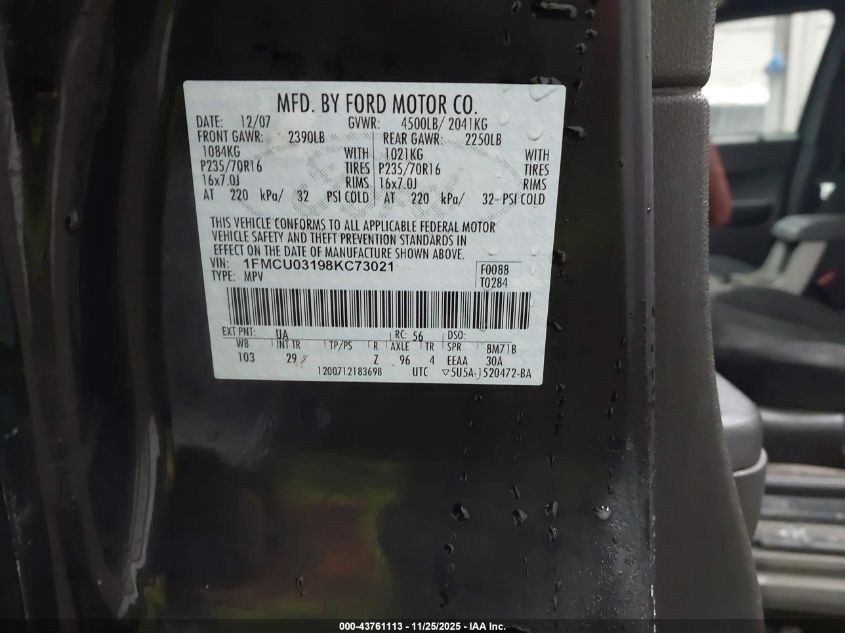 MFD. BY FORD MOTOR CO.
DATE: 12/07 GVWR: 4500LB/ 2041KG
FRONT GAWR: 2390LB REAR GAWR: 2250LB
1084KG WITH 1021KG WITH
P235/70R16 TIRES P235/70R16 TIRES
16x7.0J RIMS 16x7.0J RIMS
AT 220 kPa/ 32 PSI COLD AT 220 kPa/ 32 PSI COLD
THIS VEHICLE CONFORMS TO ALL APPLICABLE FEDERAL MOTOR
VEHICLE SAFETY AND THEFT PREVENTION STANDARDS IN
EFFECT ON THE DATE OF MANUFACTURE SHOWN ABOVE.
VIN: 1FMCU03198KC73021 F0088
TYPE: MPV T0284
EXT PNT: UA RC: 56 DSO:
WB INT TR TP/PS R AXLE TR SPR BM71B
103 29 Z 96 4 EEAA 30A
1200712183698 UTC ▽5U5A-1520472-BA
000-43761113 - 11/25/2025 - IAA Inc.